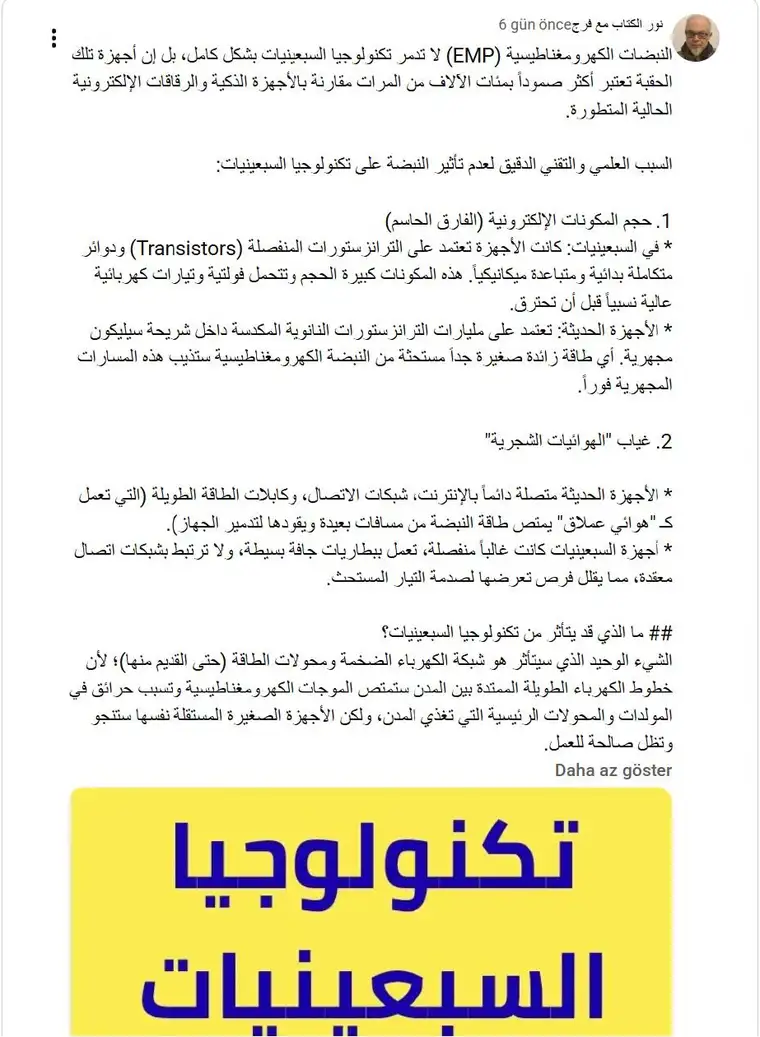 نور الكتاب مع فرج 6 gün önce
النبضات الكهرومغناطيسية (EMP) لا تدمر تكنولوجيا السبعينيات بشكل كامل، بل إن أجهزة تلك
الحقبة تعتبر أكثر صموداً بمئات الآلاف من المرات مقارنة بالأجهزة الذكية والرقاقات الإلكترونية
الحالية المتطورة.
السبب العلمي والتقني الدقيق لعدم تأثير النبضة على تكنولوجيا السبعينيات:
1. حجم المكونات الإلكترونية (الفارق الحاسم)
* في السبعينيات: كانت الأجهزة تعتمد على الترانزستورات المنفصلة (Transistors) ودوائر
متكاملة بدائية ومتباعدة ميكانيكياً. هذه المكونات كبيرة الحجم وتتحمل فولتية وتيارات كهربائية
عالية نسبياً قبل أن تحترق.
* الأجهزة الحديثة: تعتمد على مليارات الترانزستورات النانوية المكدسة داخل شريحة سيليكون
مجهرية. أي طاقة زائدة صغيرة جداً مستحثة من النبضة الكهرومغناطيسية ستذيب هذه المسارات
المجهرية فوراً.
2. غياب "الهوائيات الشجرية"
* الأجهزة الحديثة متصلة دائماً بالإنترنت، شبكات الاتصال، وكابلات الطاقة الطويلة (التي تعمل
كـ "هوائي عملاق" يمتص طاقة النبضة من مسافات بعيدة ويقودها لتدمير الجهاز).
* أجهزة السبعينيات كانت غالباً منفصلة، تعمل ببطاريات جافة بسيطة، ولا ترتبط بشبكات اتصال
معقدة، مما يقلل فرص تعرضها لصدمة التيار المستحث.
## ما الذي قد يتأثر من تكنولوجيا السبعينيات؟
الشيء الوحيد الذي سيتأثر هو شبكة الكهرباء الضخمة ومحولات الطاقة (حتى القديم منها)؛ لأن
خطوط الكهرباء الطويلة الممتدة بين المدن ستمتص الموجات الكهرومغناطيسية وتسبب حرائق في
المولدات والمحولات الرئيسية التي تغذي المدن، ولكن الأجهزة الصغيرة المستقلة نفسها ستنجو
وتظل صالحة للعمل.
Daha az göster
تكنولوجيا
السبعينيات